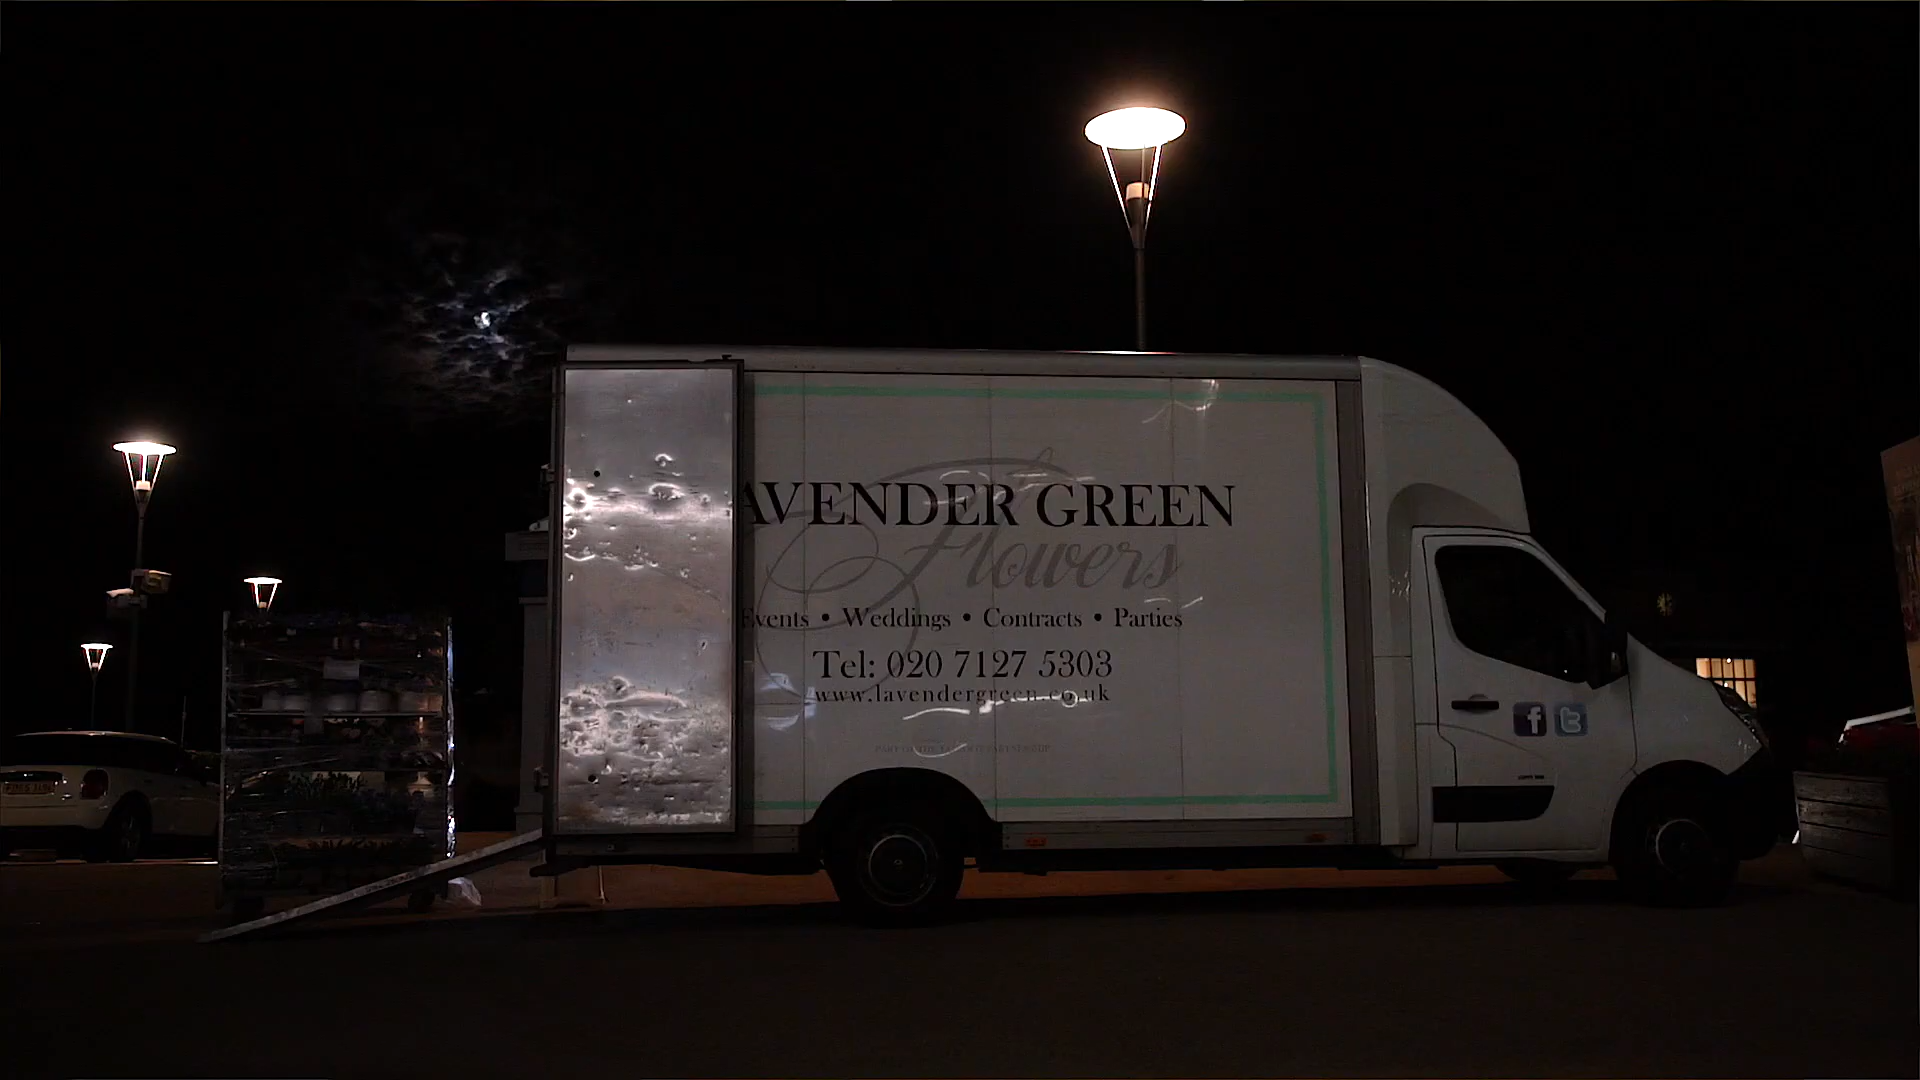 AVENDER GREEN
Flowers
Events • Weddings • Contracts • Parties
Tel: 020 7127 5303
www.lavendergreen.co.uk
f t